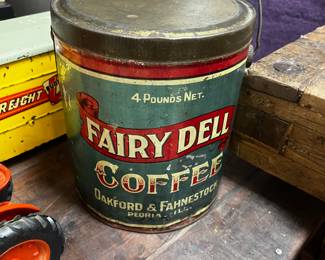 4 POUNDS NET.
FAIRY DELL
COFFEE
OAKFORD & FAHNESTOCK
PEORIA, ILL.
REIGHT